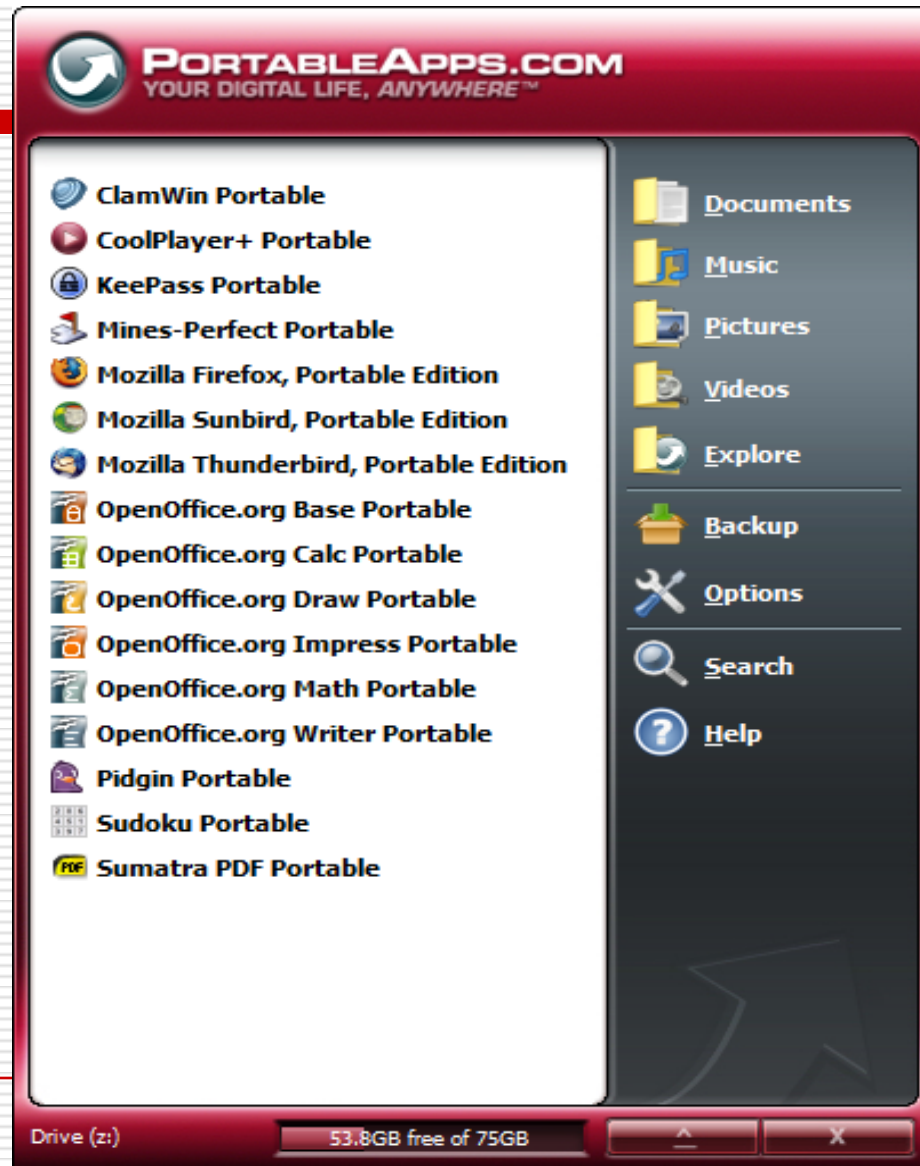 PORTABLEAPPS.COM
YOUR DIGITAL LIFE, ANYWHERE™
ClamWin Portable
CoolPlayer+ Portable
KeePass Portable
Mines-Perfect Portable
Mozilla Firefox, Portable Edition
Mozilla Sunbird, Portable Edition
Mozilla Thunderbird, Portable Edition
OpenOffice.org Base Portable
OpenOffice.org Calc Portable
OpenOffice.org Draw Portable
OpenOffice.org Impress Portable
OpenOffice.org Math Portable
OpenOffice.org Writer Portable
Pidgin Portable
Sudoku Portable
PDF Sumatra PDF Portable
Documents
Music
Pictures
Videos
Explore
Backup
Options
Search
? Help
Drive (z:)
53.8GB free of 75GB
^
X